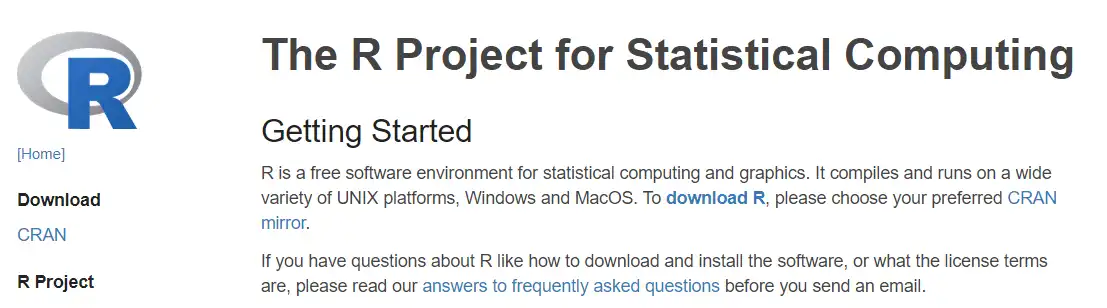 R
[Home]
Download
CRAN
R Project
The R Project for Statistical Computing
Getting Started
R is a free software environment for statistical computing and graphics. It compiles and runs on a wide
variety of UNIX platforms, Windows and MacOS. To download R, please choose your preferred CRAN
mirror.
If you have questions about R like how to download and install the software, or what the license terms
are, please read our answers to frequently asked questions before you send an email.